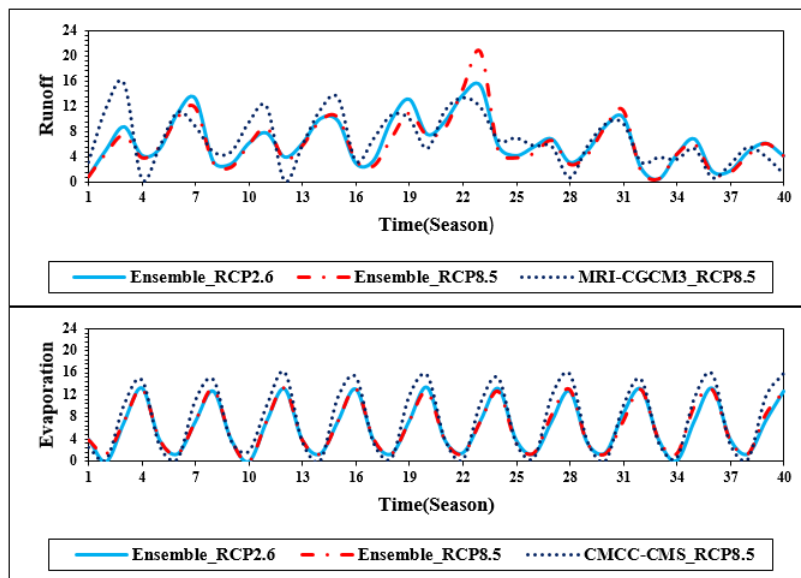 24
20
16
12
8
4
0
Runoff
1 4 7 10 13 16 19 22 25 28 31 34 37 40
Time(Season)
Ensemble_RCP2.6 Ensemble_RCP8.5 MRI-CGCM3_RCP8.5
24
20
16
12
8
4
0
Evaporation
1 4 7 10 13 16 19 22 25 28 31 34 37 40
Time(Season)
Ensemble_RCP2.6 Ensemble_RCP8.5 CMCC-CMS_RCP8.5